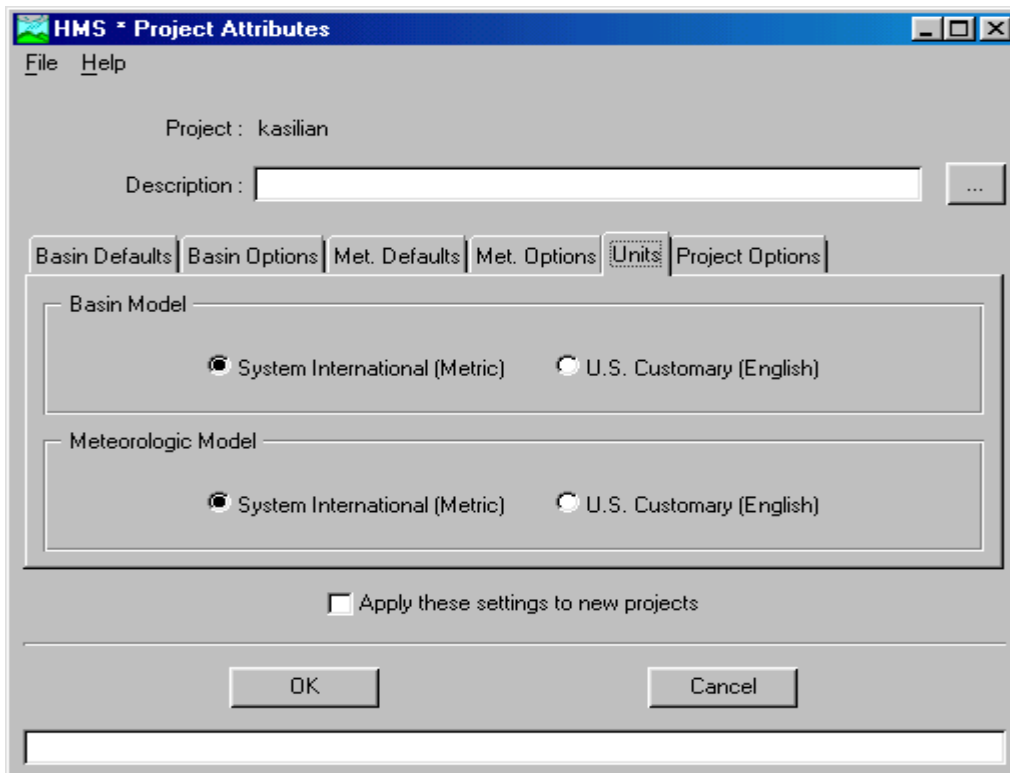 HMS * Project Attributes
File Help
Project : kasilian
Description :
...
Basin Defaults Basin Options Met. Defaults Met. Options Units Project Options
Basin Model
System International (Metric) U.S. Customary (English)
Meteorologic Model
System International (Metric) U.S. Customary (English)
Apply these settings to new projects
OK Cancel